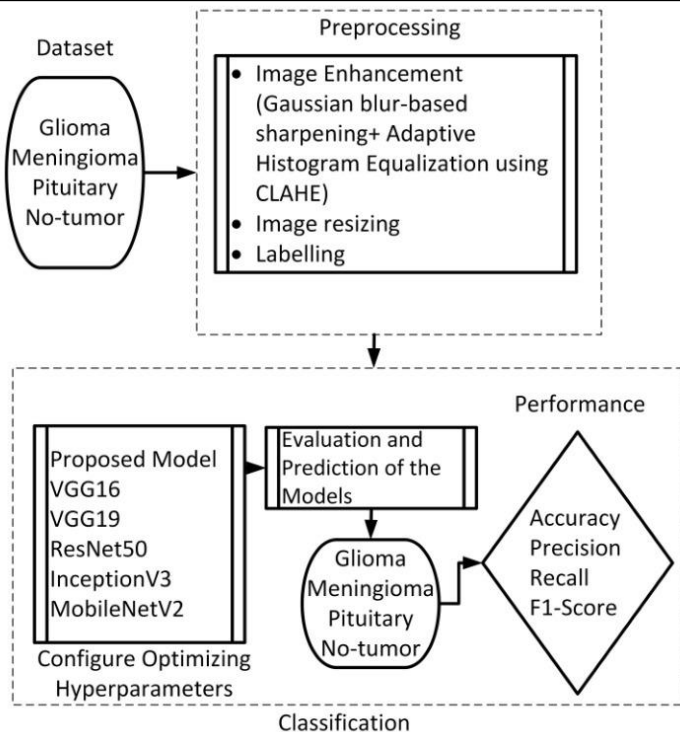 Dataset
Glioma
Meningioma
Pituitary
No-tumor
Preprocessing
• Image Enhancement
(Gaussian blur-based
sharpening+ Adaptive
Histogram Equalization using
CLAHE)
• Image resizing
• Labelling
Proposed Model
VGG16
VGG19
ResNet50
InceptionV3
MobileNetV2
Configure Optimizing
Hyperparameters
Evaluation and
Prediction of the
Models
Glioma
Meningioma
Pituitary
No-tumor
Performance
Accuracy
Precision
Recall
F1-Score
Classification